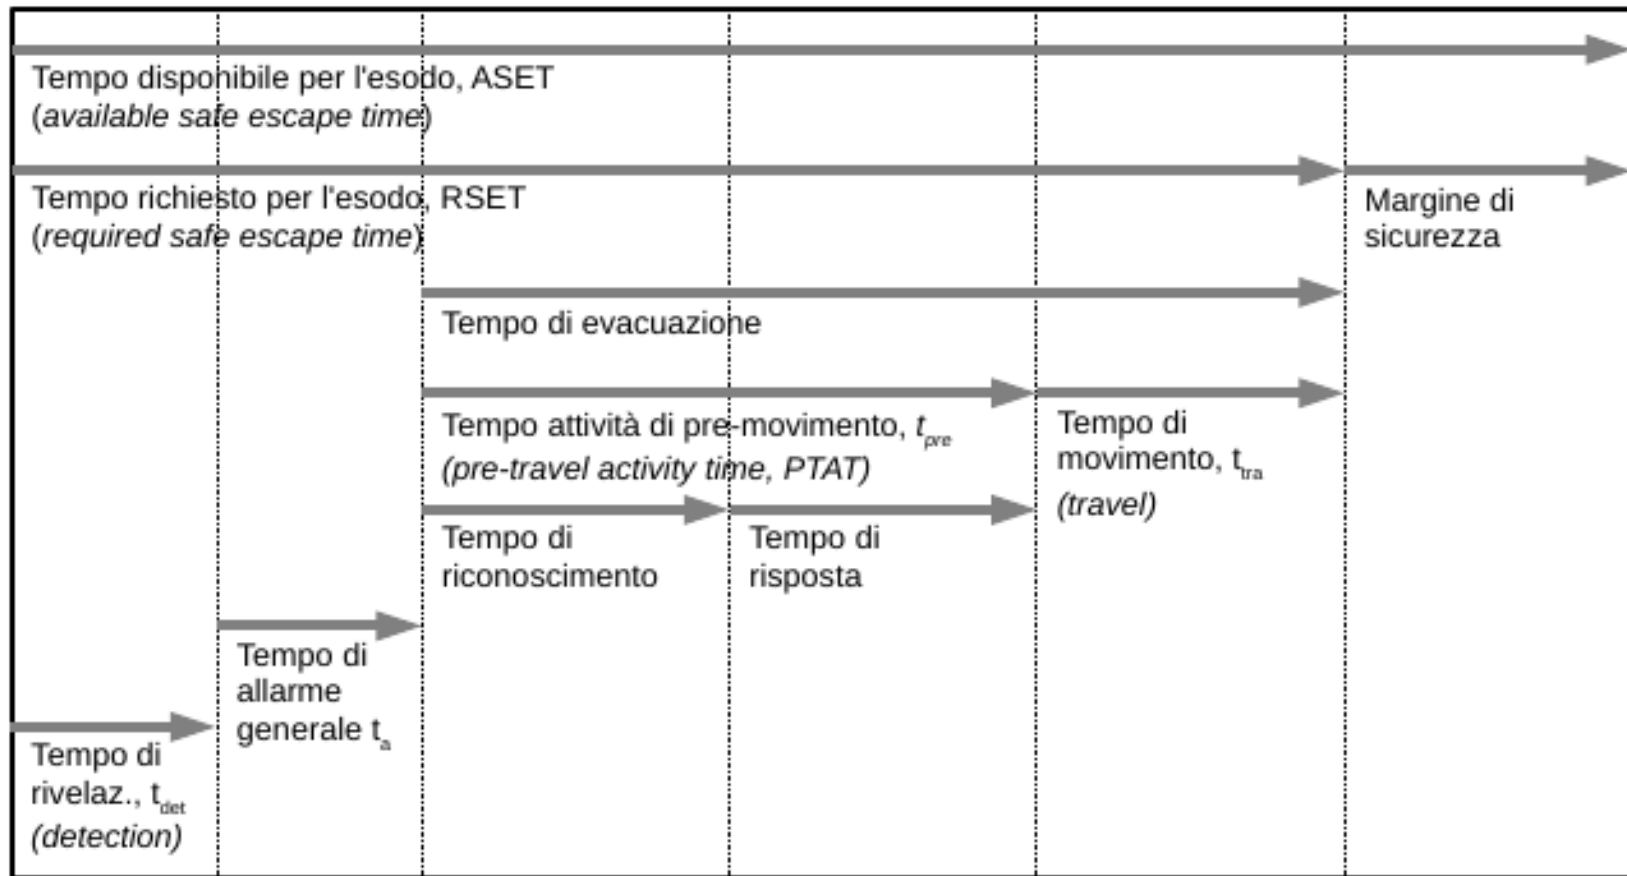 Tempo disponibile per l'esodo, ASET
(available safe escape time)
Tempo richiesto per l'esodo, RSET
(required safe escape time)
Margine di
sicurezza
Tempo di evacuazione
Tempo attività di pre-movimento, tpre
(pre-travel activity time, PTAT)
Tempo di
movimento, ttra
(travel)
Tempo di
riconoscimento
Tempo di
risposta
Tempo di
allarme
generale ta
Tempo di
rivelaz., tdet
(detection)